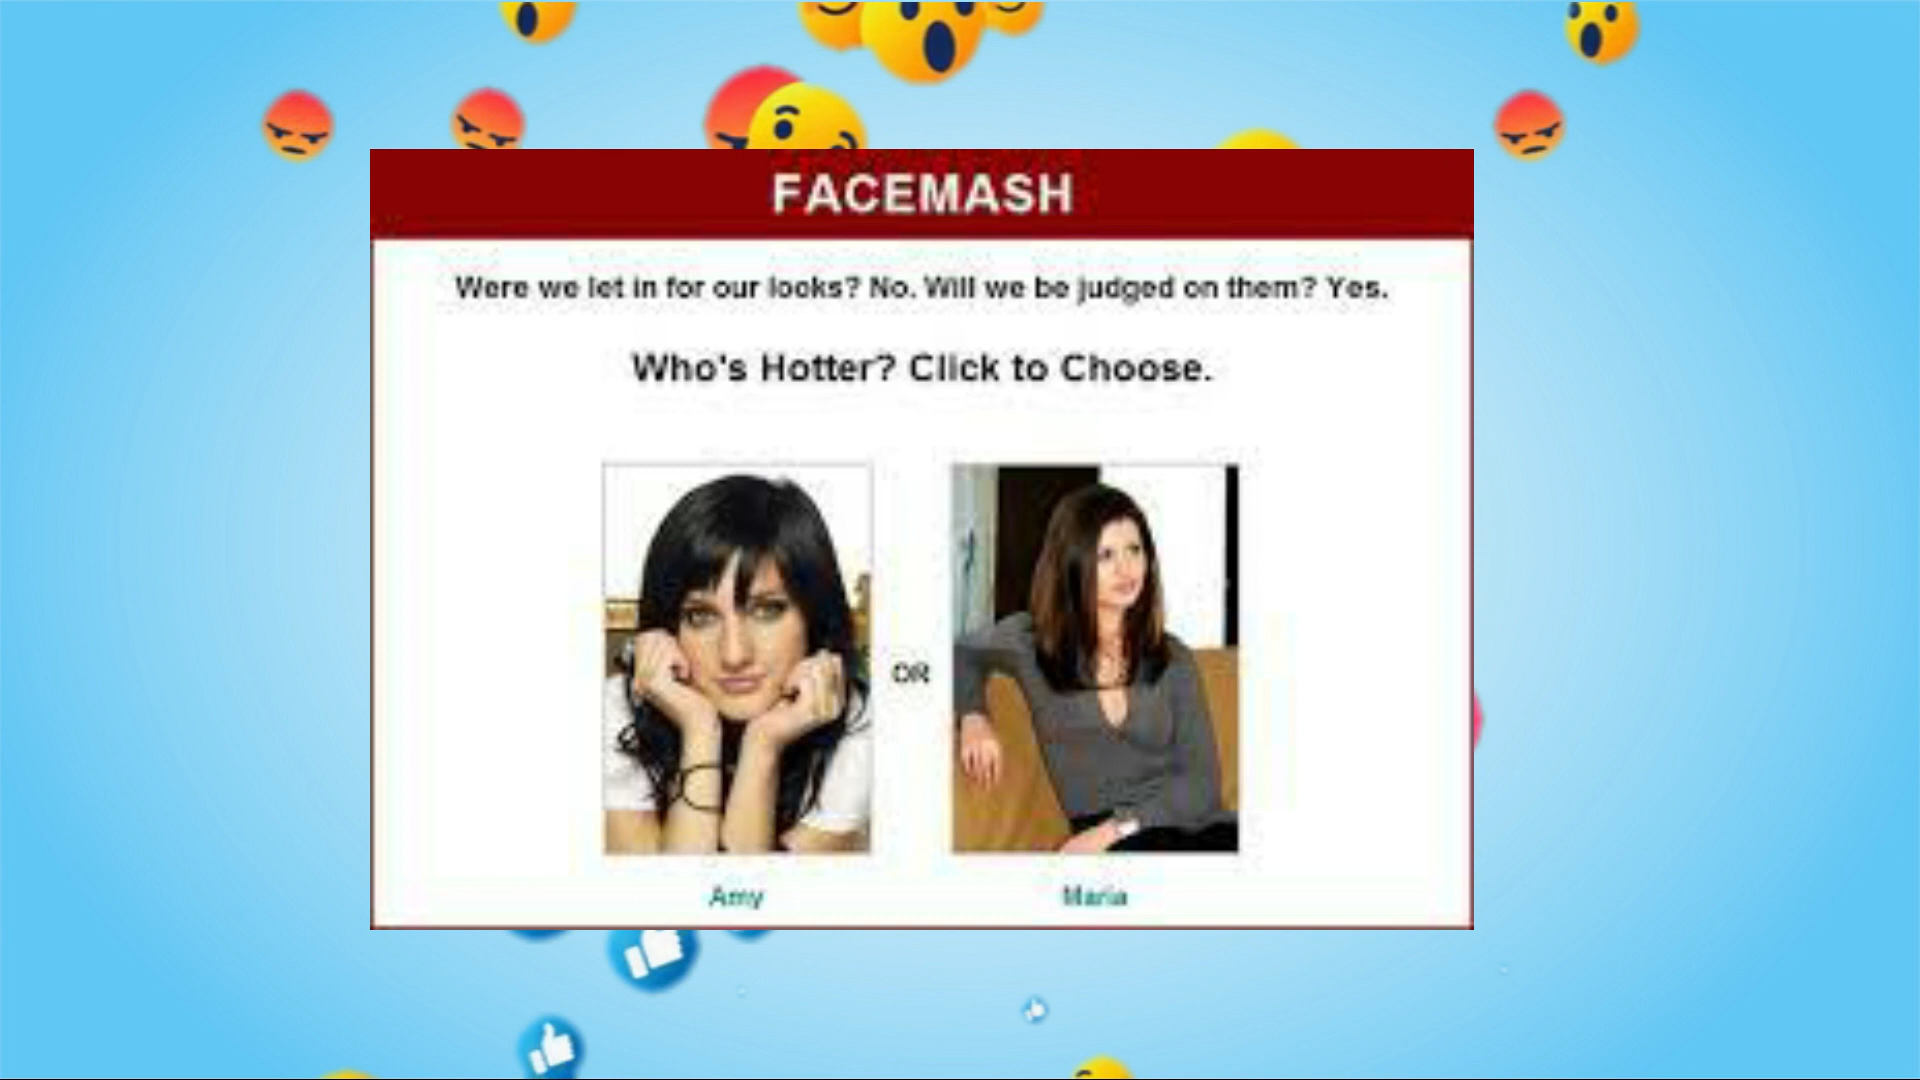 FACEMASH
Were we let in for our looks? No. Will we be judged on them? Yes.
Who's Hotter? Click to Choose.
OR
Amy
Maria